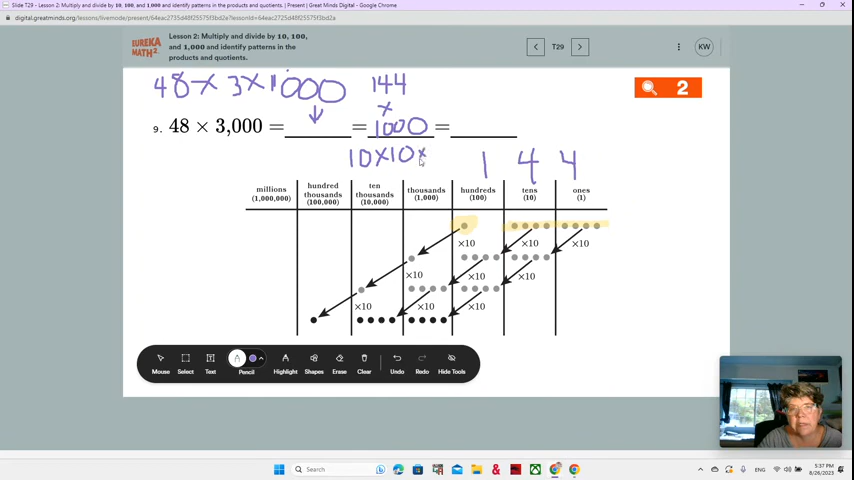 Slide T29 - Lesson 2: Multiply and divide by 10, 100, and 1,000 and identify patterns in the products and quotients. | Present | Great Minds Digital - Google Chrome
digital.greatminds.org/lessons/livemode/present/64eac2735d48f25575f3bd2a?lessonId=64eac2725d48f25575f3bd2a
EUREKA MATH²
Lesson 2: Multiply and divide by 10, 100,
and 1,000 and identify patterns in the
products and quotients.
< T29 >
KW
48 × 3 × 1000 144
×
2
9. 48 × 3,000 = ________ = 1000 = ________
10×10×
1 4 4
millions (1,000,000) hundred thousands (100,000) ten thousands (10,000) thousands (1,000) hundreds (100) tens (10) ones (1)
×10 ×10 ×10
×10 ×10 ×10
×10 ×10 ×10
Mouse Select Text Pencil Highlight Shapes Erase Clear Undo Redo Hide Tools
Search
ENG
5:37 PM
8/26/2023